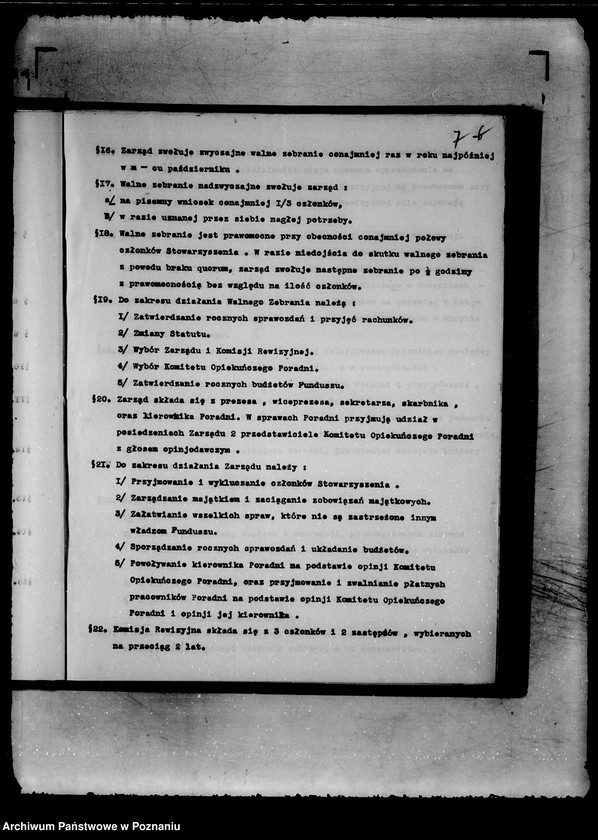 7 8
§16. Zarząd zwołuje zwyczajne walne zebranie conajmniej raz w roku najpóźniej
w m - cu październiku .
§17. Walne zebranie nadzwyczajne zwołuje zarząd :
a/ na pisemny wniosek conajmniej 1/3 członków,
B/ w razie uznanej przez siebie nagłej potrzeby.
§18. Walne zebranie jest prawomocne przy obecności conajmniej połowy
członków Stowarzyszenia . W razie niedojścia do skutku walnego zebrania
z powodu braku quorum, zarząd zwołuje następne zebranie po ½ godziny
z prawomocnością bez względu na ilość członków.
§19. Do zakresu działania Walnego Zebrania należą :
1/ Zatwierdzanie rocznych sprawozdań i przyjęć rachunków.
2/ Zmiany Statutu.
3/ Wybór Zarządu i Komisji Rewizyjnej.
4/ Wybór Komitetu Opiekuńczego Poradni.
5/ Zatwierdzanie rocznych budżetów Funduszu.
§20. Zarząd składa się z prezesa , wiceprezesa, sekretarza, skarbnika ,
oraz kierownika Poradni. W sprawach Poradni przyjmują udział w
posiedzeniach Zarządu 2 przedstawiciele Komitetu Opiekuńczego Poradni
z głosem opinjodawczym .
§21. Do zakresu działania Zarządu należy :
1/ Przyjmowanie i wykluczanie członków Stowarzyszenia .
2/ Zarządzanie majątkiem i zaciąganie zobowiązań majątkowych.
3/ Załatwianie wszelkich spraw, które nie są zastrzeżone innym
władzom Funduszu.
4/ Sporządzanie rocznych sprawozdań i układanie budżetów.
5/ Powoływanie kierownika Poradni na podstawie opinji Komitetu
Opiekuńczego Poradni, oraz przyjmowanie i zwalnianie płatnych
pracowników Poradni na podstawie opinji Komitetu Opiekuńczego
Poradni i opinji jej kierownika .
§22. Komisja Rewizyjna składa się z 3 członków i 2 zastępców , wybieranych
na przeciąg 2 lat.
Archiwum Państwowe w Poznaniu